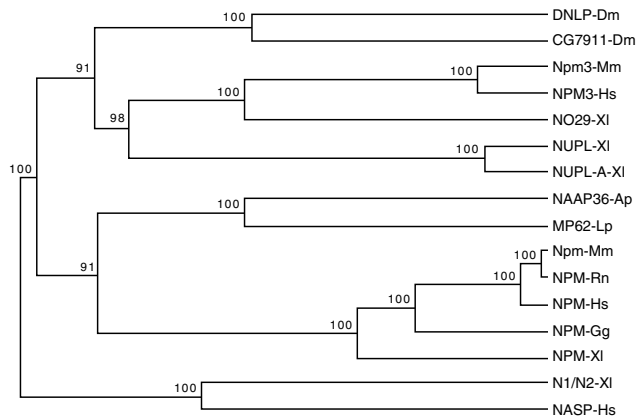 100 DNLP-Dm
CG7911-Dm
91
100 Npm3-Mm
100 NPM3-Hs
98
NO29-Xl
100 NUPL-Xl
NUPL-A-Xl
100
100 NAAP36-Ap
MP62-Lp
100 Npm-Mm
91 100 NPM-Rn
100 NPM-Hs
100 NPM-Gg
NPM-Xl
100 N1/N2-Xl
NASP-Hs